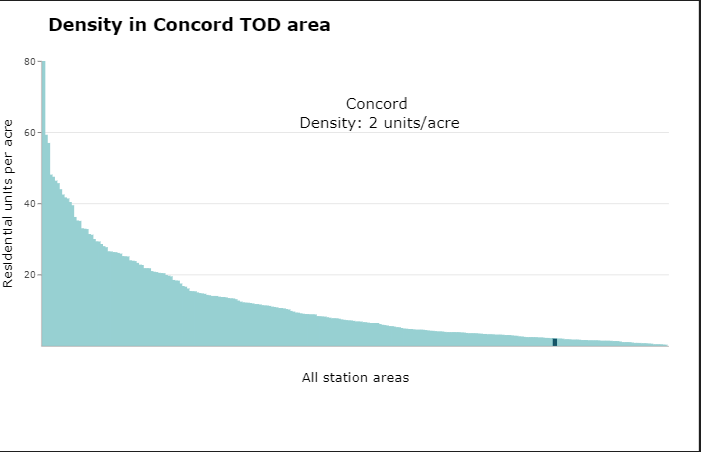 Density in Concord TOD area
80
Concord
Density: 2 units/acre
60
40
20
Residential units per acre
All station areas